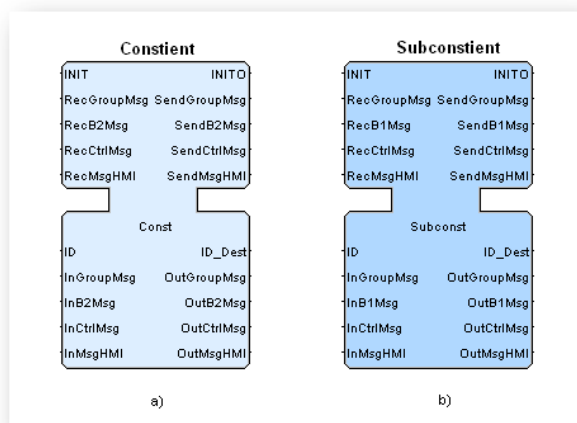 Constient
INIT INITO
RecGroupMsg SendGroupMsg
RecB2Msg SendB2Msg
RecCtrlMsg SendCtrlMsg
RecMsgHMI SendMsgHMI
Const
ID ID_Dest
InGroupMsg OutGroupMsg
InB2Msg OutB2Msg
InCtrlMsg OutCtrlMsg
InMsgHMI OutMsgHMI
a)
Subconstient
INIT INITO
RecGroupMsg SendGroupMsg
RecB1Msg SendB1Msg
RecCtrlMsg SendCtrlMsg
RecMsgHMI SendMsgHMI
Subconst
ID ID_Dest
InGroupMsg OutGroupMsg
InB1Msg OutB1Msg
InCtrlMsg OutCtrlMsg
InMsgHMI OutMsgHMI
b)